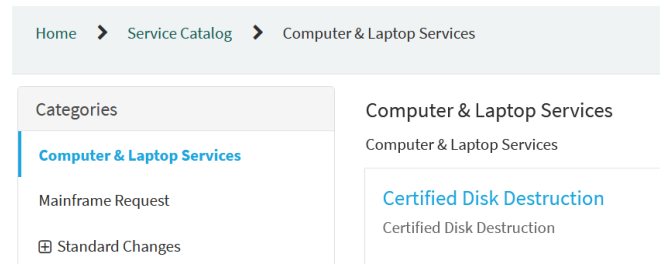 Home > Service Catalog > Computer & Laptop Services
Categories
Computer & Laptop Services
Mainframe Request
Standard Changes
Computer & Laptop Services
Computer & Laptop Services
Certified Disk Destruction
Certified Disk Destruction